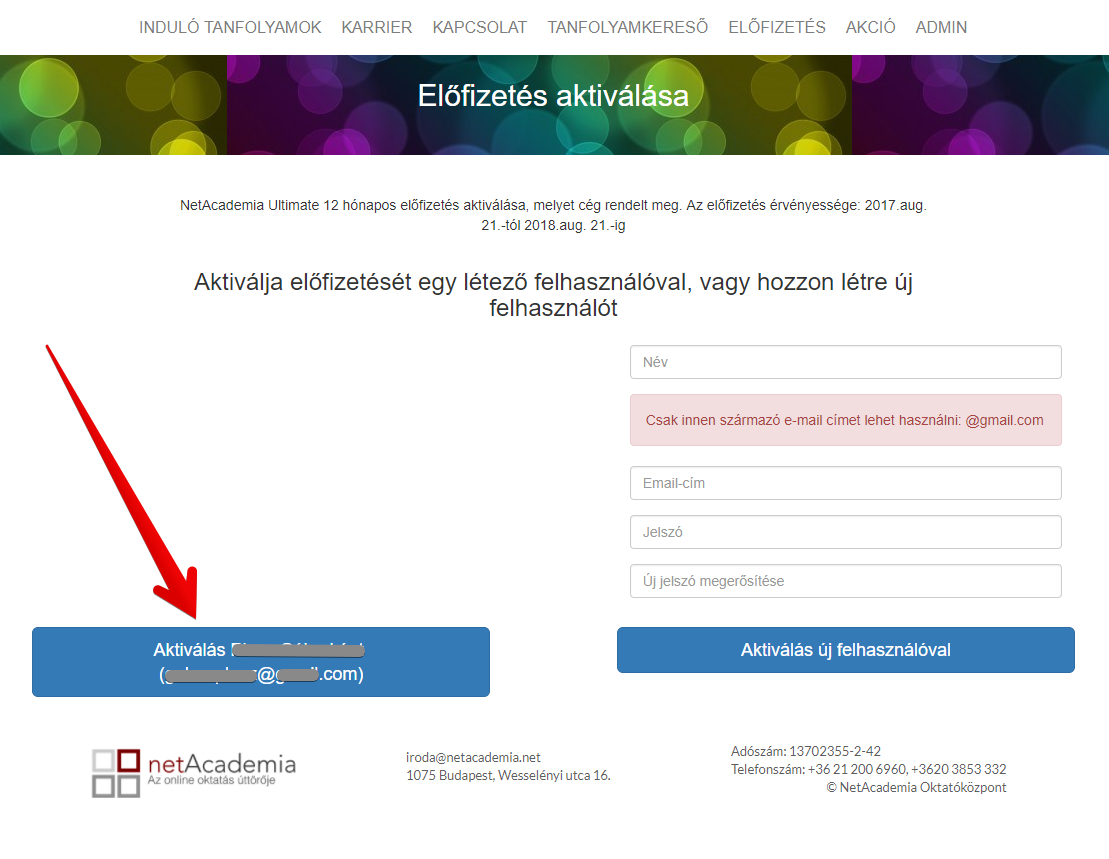 INDULÓ TANFOLYAMOK KARRIER KAPCSOLAT TANFOLYAMKERESŐ ELŐFIZETÉS AKCIÓ ADMIN
Előfizetés aktiválása
NetAcademia Ultimate 12 hónapos előfizetés aktiválása, melyet cég rendelt meg. Az előfizetés érvényessége: 2017.aug.
21.-tól 2018.aug. 21.-ig
Aktiválja előfizetését egy létező felhasználóval, vagy hozzon létre új
felhasználót
Név
Csak innen származó e-mail címet lehet használni: @gmail.com
Email-cím
Jelszó
Új jelszó megerősítése
Aktiválás
(@.com)
Aktiválás új felhasználóval
netAcademia
Az online oktatás úttörője
iroda@netacademia.net
1075 Budapest, Wesselényi utca 16.
Adószám: 13702355-2-42
Telefonszám: +36 21 200 6960, +3620 3853 332
© NetAcademia Oktatóközpont